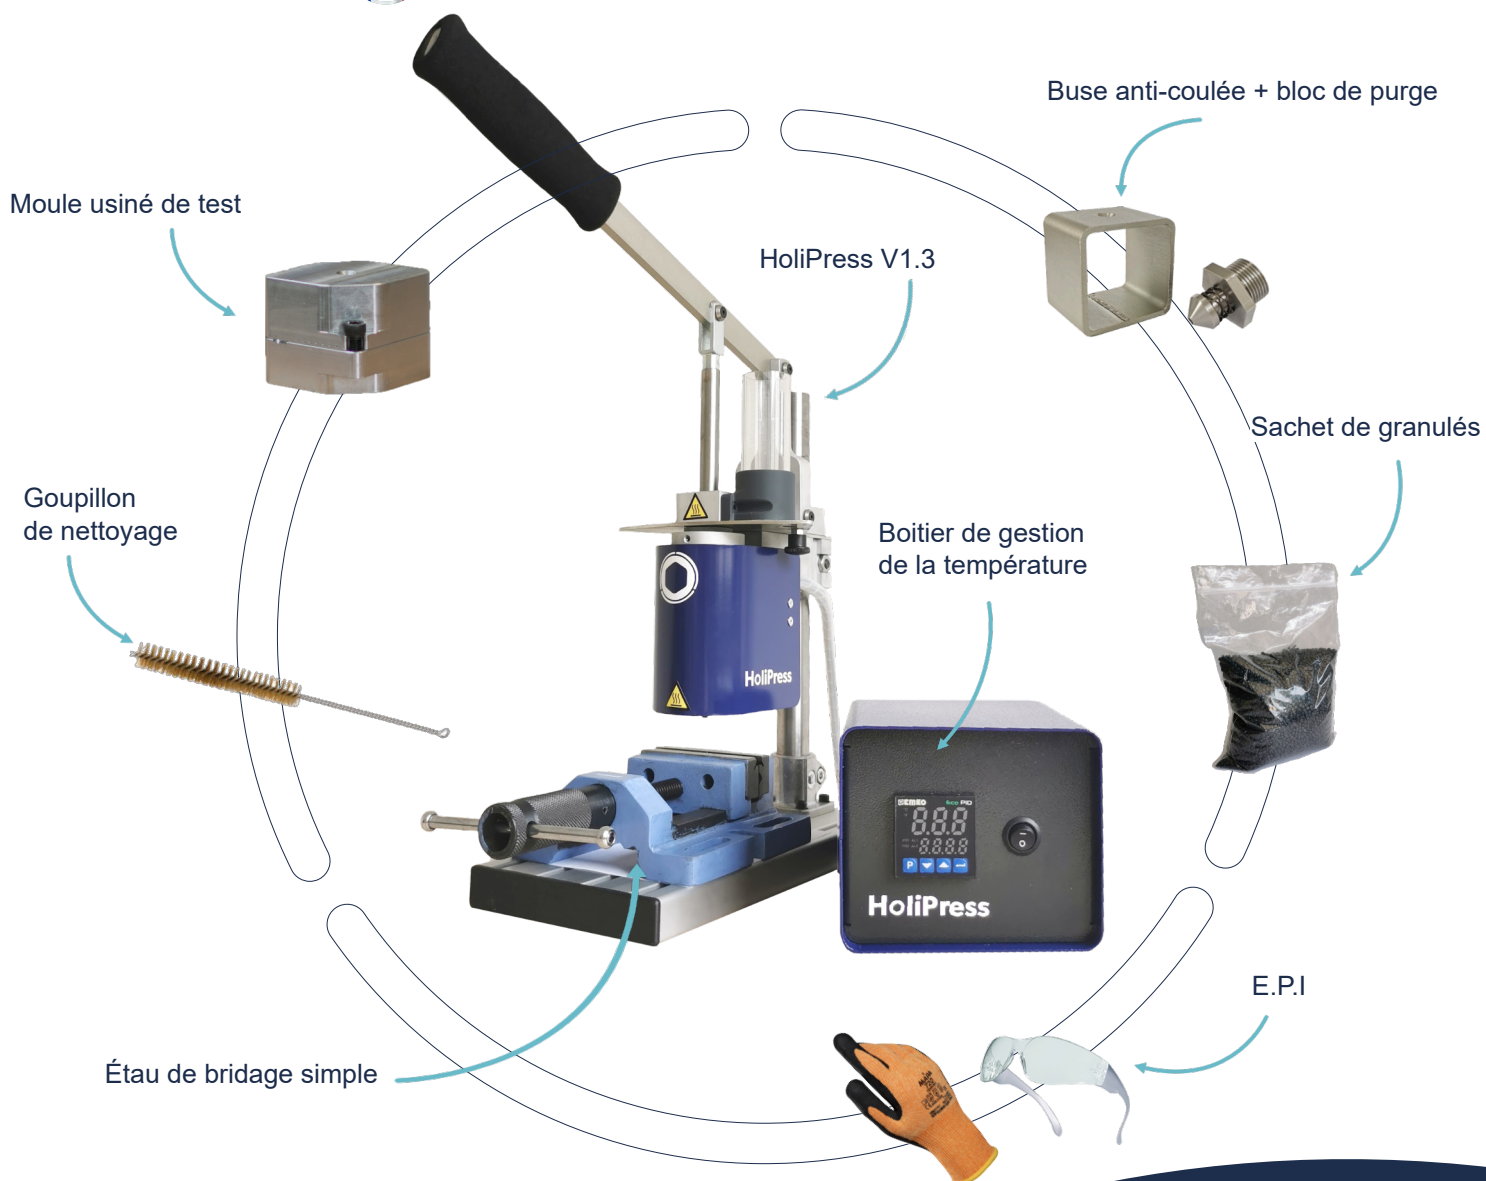 Buse anti-coulée + bloc de purge
Moule usiné de test
HoliPress V1.3
Sachet de granulés
Goupillon
de nettoyage
Boitier de gestion
de la température
HoliPress
8.8.8
8.8.8.8
P
HoliPress
E.P.I
Étau de bridage simple